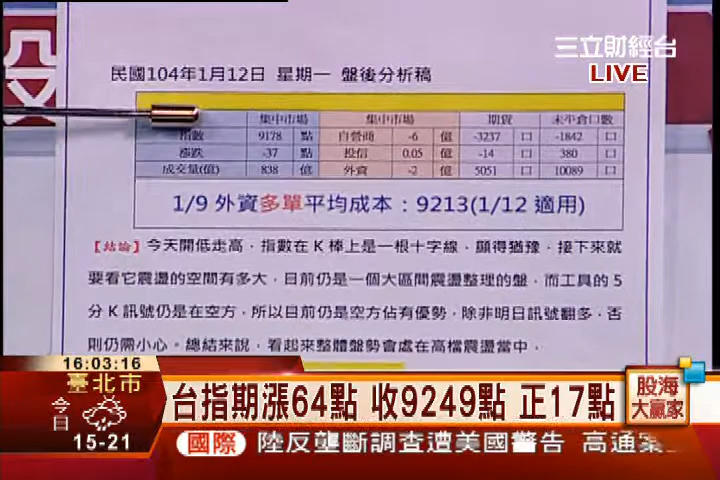 三立財經台
LIVE
民國104年1月12日 星期一 盤後分析稿
集中市場 集中市場 期貨 未平倉口數
指數 9178 點 自營商 -6 億 -3237 口 -1842 口
漲跌 -37 點 投信 0.05 億 -14 口 380 口
成交量(億) 838 億 外資 -2 億 5051 口 10089 口
1/9 外資多單平均成本:9213(1/12 適用)
【結論】今天開低走高,指數在 K 棒上是一根十字線,顯得猶豫,接下來就
要看它震盪的空間有多大,目前仍是一個大區間震盪整理的盤,而工具的 5
分 K 訊號仍是在空方,所以目前仍是空方佔有優勢,除非明日訊號翻多,否
則仍需小心。總結來說,看起來整體盤勢會處在高檔震盪當中.
16:03:16
臺北市
今日
15-21
台指期漲64點 收9249點 正17點
股海
大贏家
國際 陸反壟斷調查遭美國警告 高通案